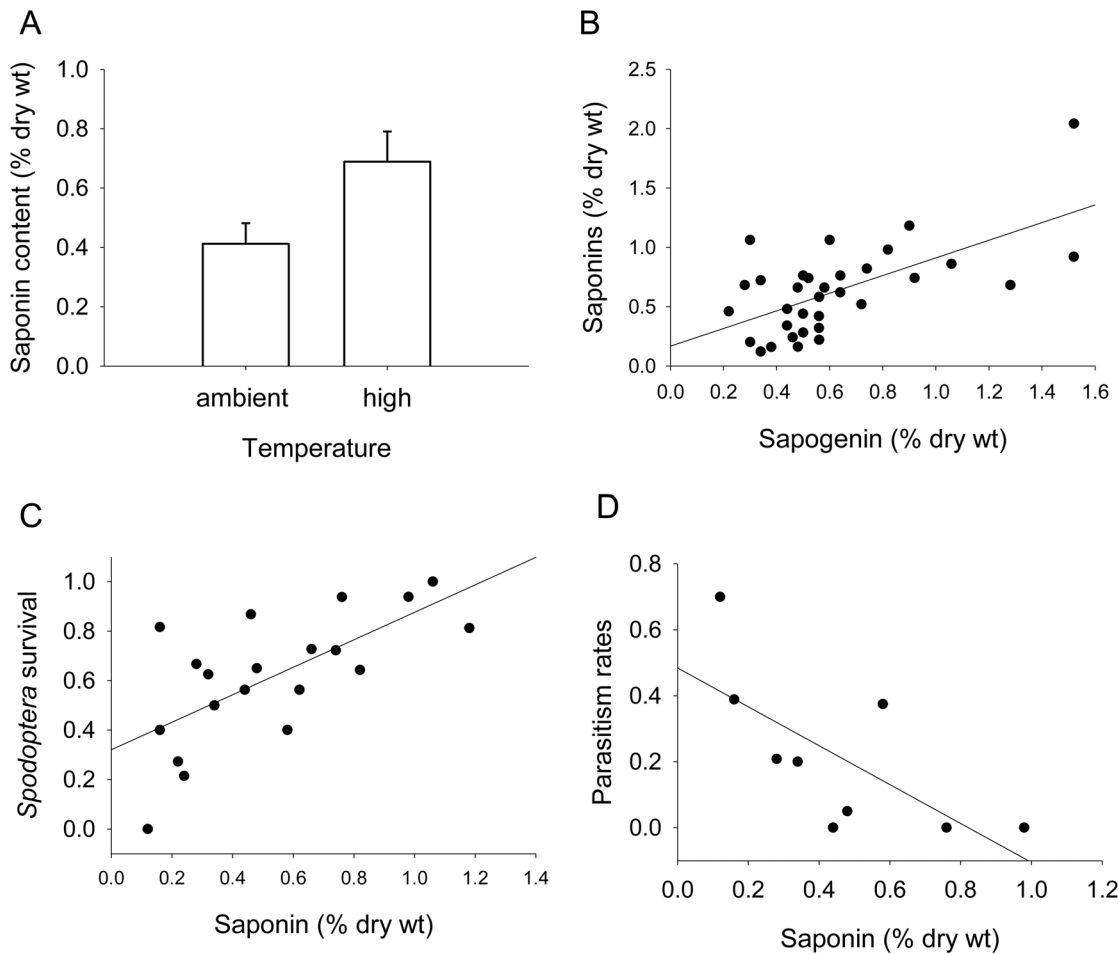 A
Saponin content (% dry wt)
1.0
0.8
0.6
0.4
0.2
0.0
ambient high
Temperature
B
Saponins (% dry wt)
2.5
2.0
1.5
1.0
0.5
0.0
0.0 0.2 0.4 0.6 0.8 1.0 1.2 1.4 1.6
Sapogenin (% dry wt)
C
Spodoptera survival
1.0
0.8
0.6
0.4
0.2
0.0
0.0 0.2 0.4 0.6 0.8 1.0 1.2 1.4
Saponin (% dry wt)
D
Parasitism rates
0.8
0.6
0.4
0.2
0.0
0.0 0.2 0.4 0.6 0.8 1.0 1.2
Saponin (% dry wt)